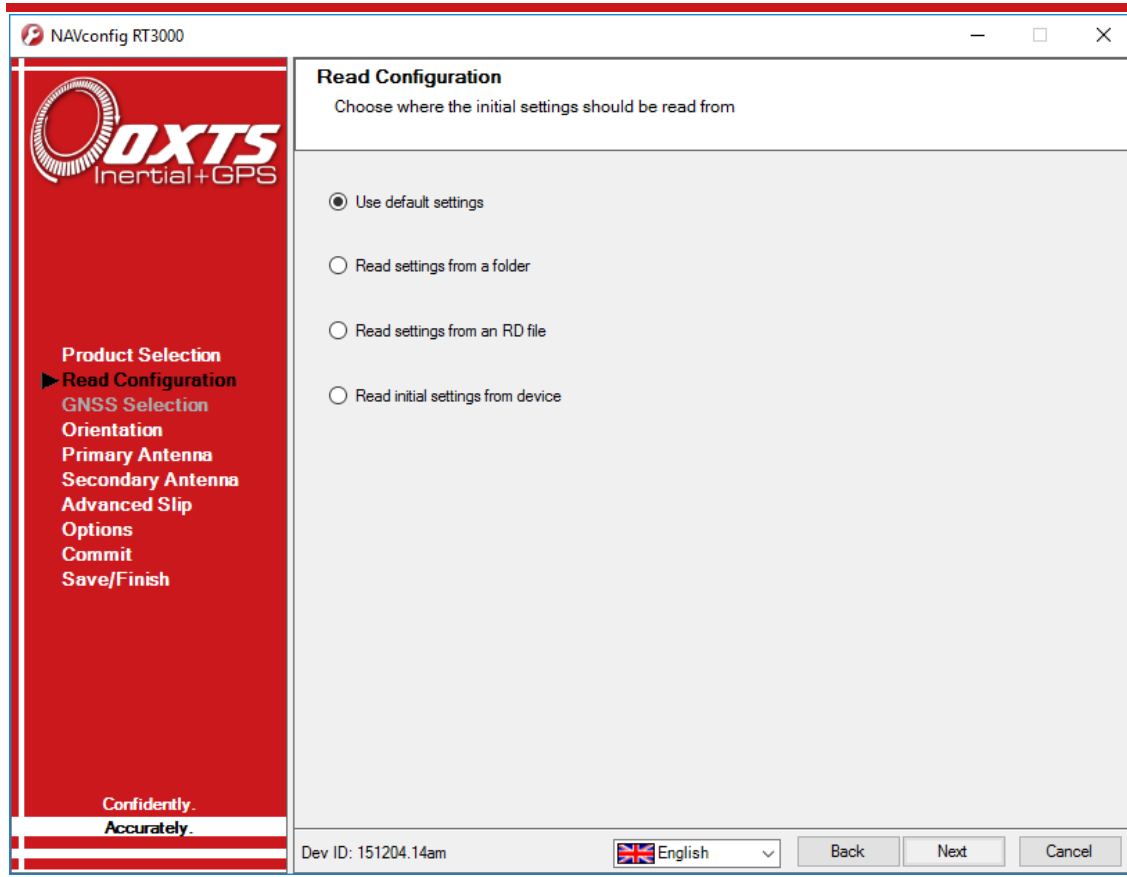 NAVconfig RT3000
OXTS
Inertial+GPS
Product Selection
Read Configuration
GNSS Selection
Orientation
Primary Antenna
Secondary Antenna
Advanced Slip
Options
Commit
Save/Finish
Confidently.
Accurately.
Read Configuration
Choose where the initial settings should be read from
Use default settings
Read settings from a folder
Read settings from an RD file
Read initial settings from device
Dev ID: 151204.14am
English
Back
Next
Cancel